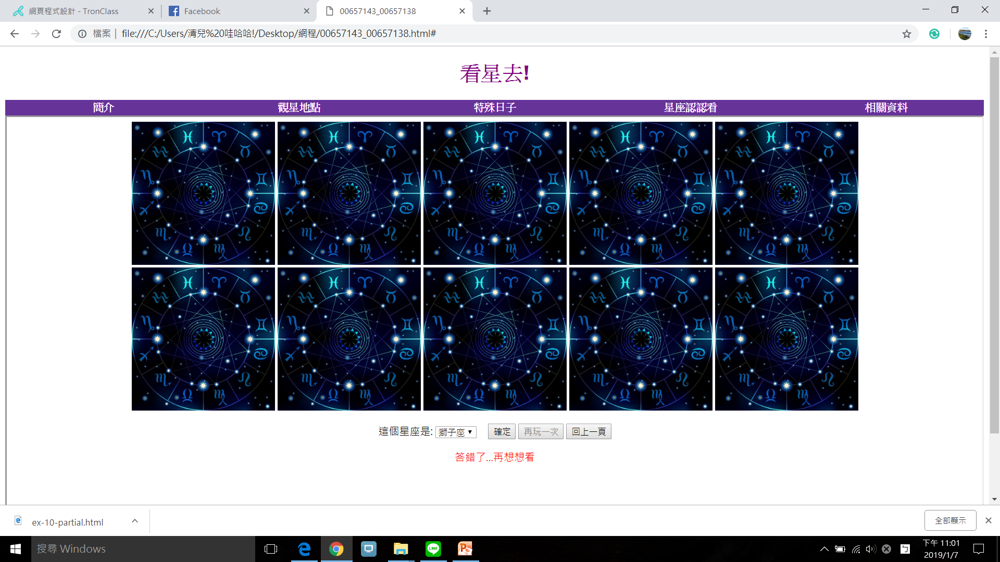 網頁程式設計 - TronClass
Facebook
00657143_00657138
檔案 | file:///C:/Users/清兒%20哇哈哈!/Desktop/網程/00657143_00657138.html#
看星去!
簡介 觀星地點 特殊日子 星座認認看 相關資料
這個星座是: 獅子座 確定 再玩一次 回上一頁
答錯了...再想想看
ex-10-partial.html
全部顯示
搜尋 Windows
下午 11:01
2019/1/7